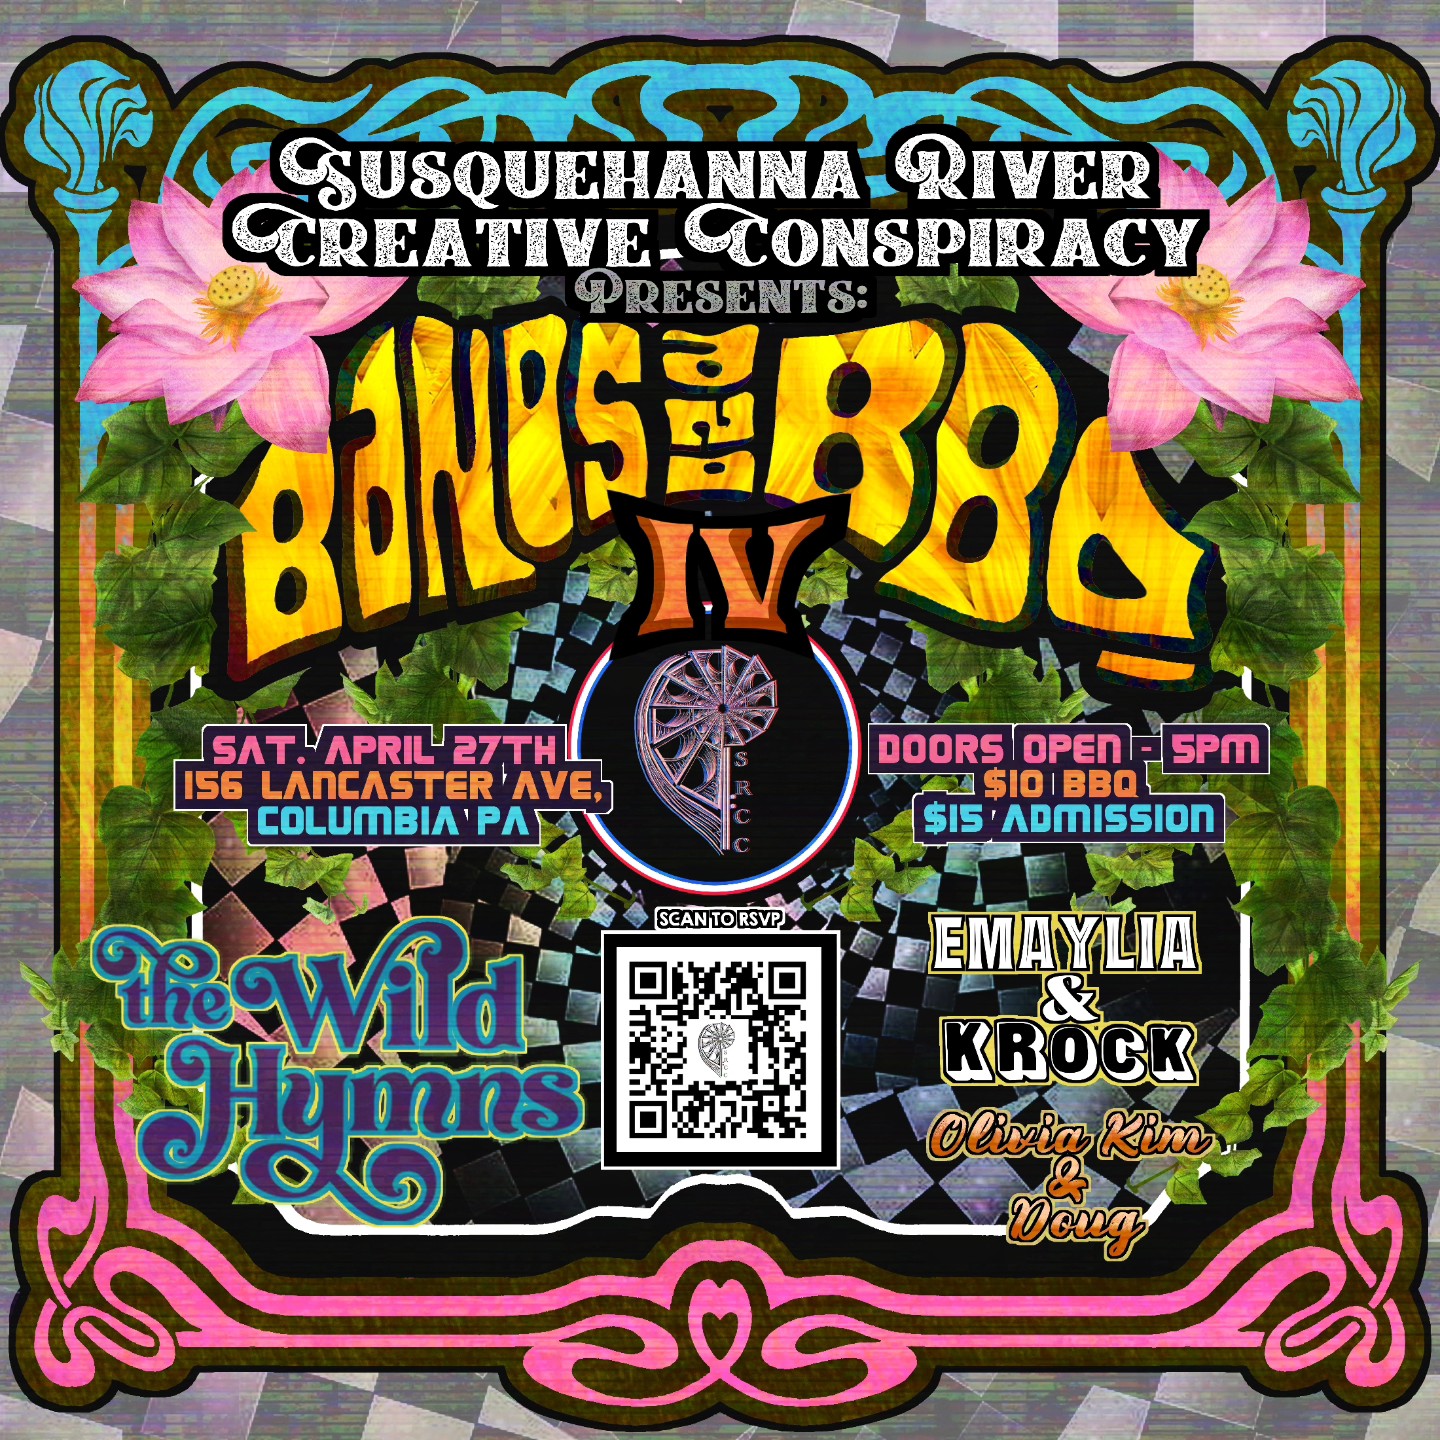 SUSQUEHANNA RIVER
CREATIVE CONSPIRACY
PRESENTS:
BANDS and BBQ
IV
SRCC
SAT. APRIL 27TH
156 LANCASTER AVE,
COLUMBIA PA
DOORS OPEN - 5PM
$10 BBQ
$15 ADMISSION
the Wild
Hymns
SCAN TO RSVP
EMAYLIA
&
KROCK
Olivia Kim
&
Doug